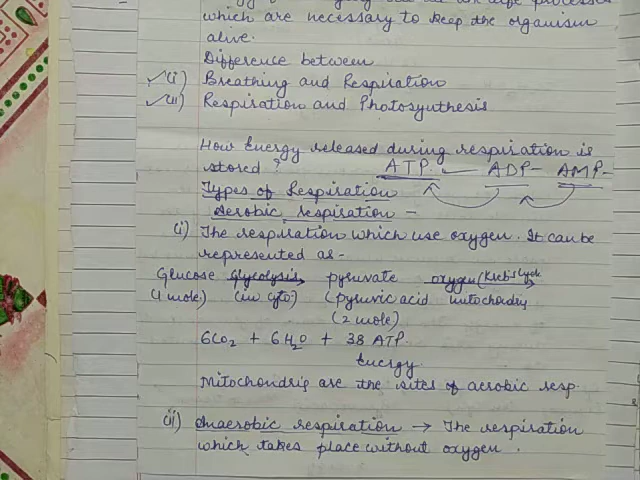 which are necessary to keep the organism
alive.
Difference between
(i) Breathing and Respiration
(ii) Respiration and Photosynthesis
How Energy released during respiration is
stored? ATP — ADP — AMP —
Types of Respiration
Aerobic respiration —
(i) The respiration which use oxygen. It can be
represented as -
Glucose glycolysis pyruvate oxygen (Kreb's Cycle
(1 mole) (in cyto) (pyruvic acid mitochondria
(2 mole)
6CO2 + 6H2O + 38 ATP.
Energy.
Mitochondria are the sites of aerobic resp.
(ii) Anaerobic respiration → The respiration
which takes place without oxygen.